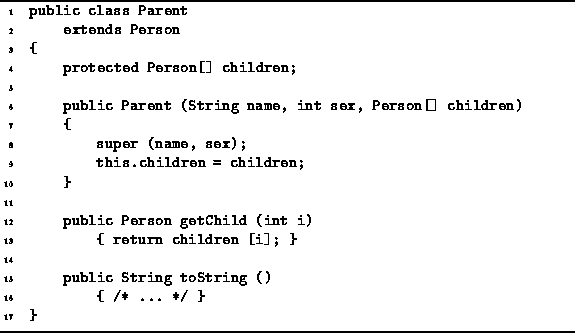 1 public class Parent
2 extends Person
3 {
4 protected Person[] children;
5
6 public Parent (String name, int sex, Person[] children)
7 {
8 super (name, sex);
9 this.children = children;
10 }
11
12 public Person getChild (int i)
13 { return children [i]; }
14
15 public String toString ()
16 { /* ... */ }
17 }